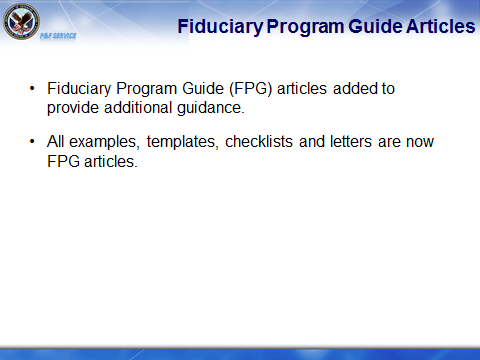 Fiduciary Program Guide Articles
P&F SERVICE
• Fiduciary Program Guide (FPG) articles added to
provide additional guidance.
• All examples, templates, checklists and letters are now
FPG articles.